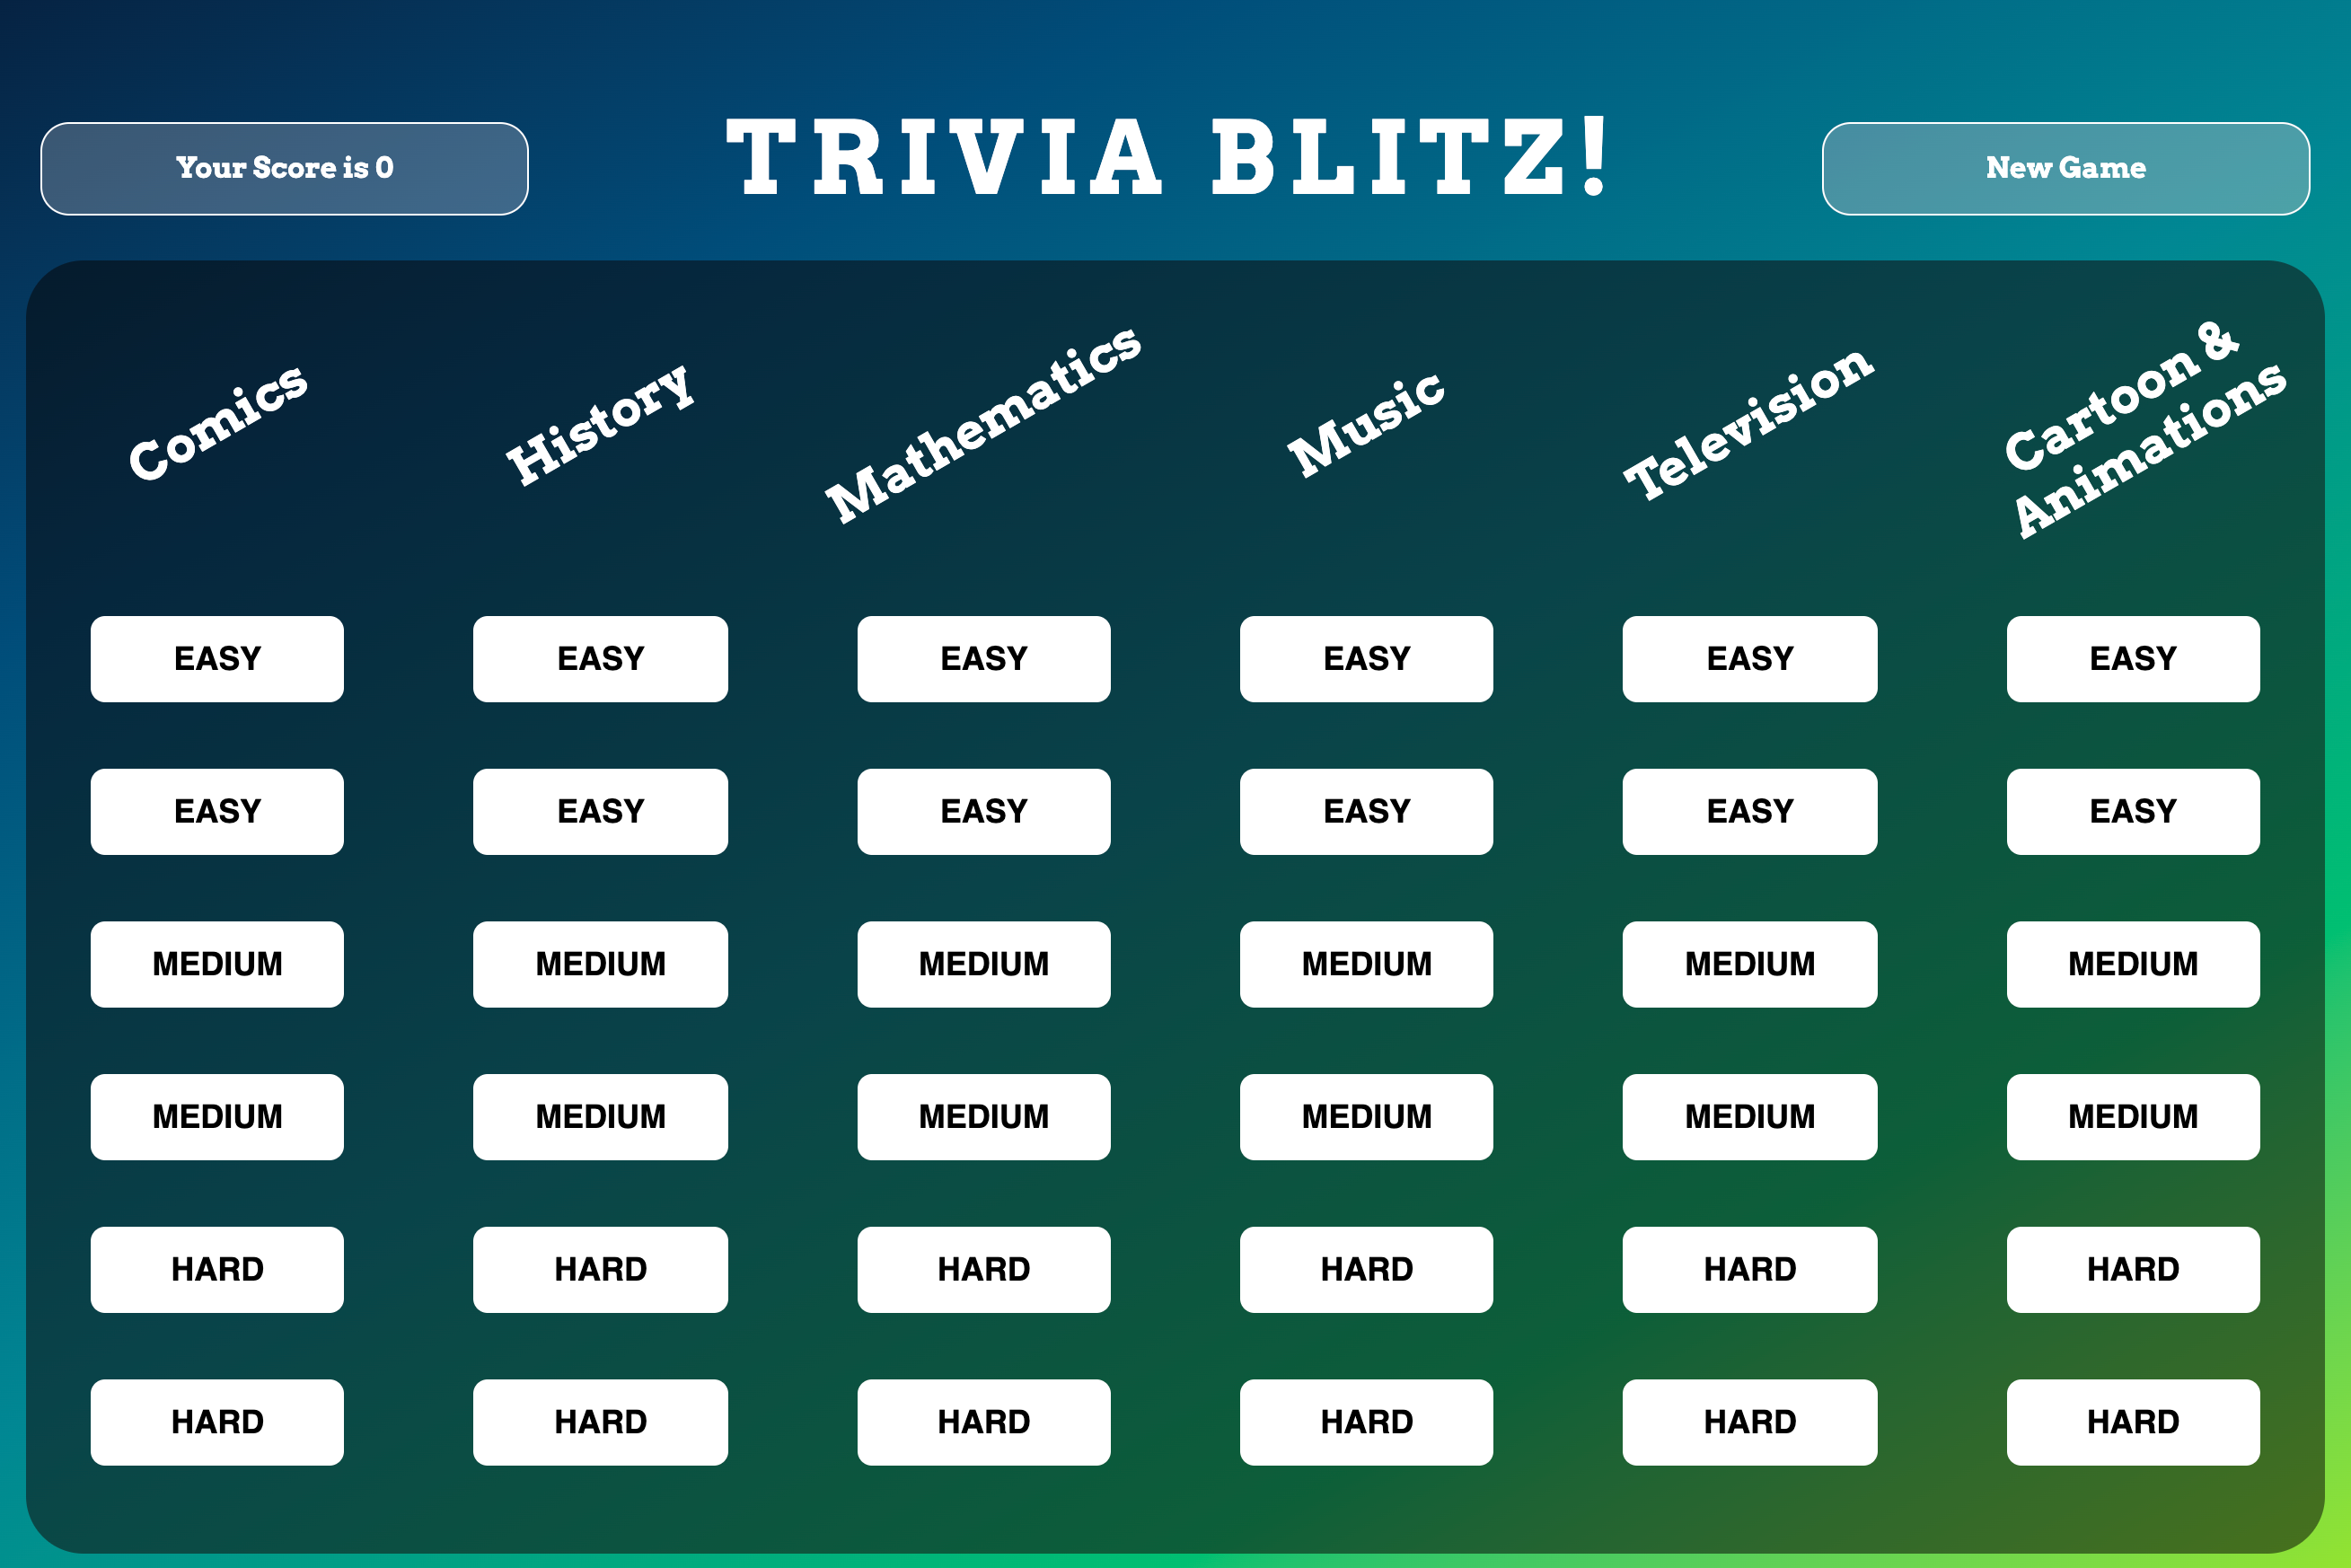 Your Score is 0
TRIVIA BLITZ!
New Game
Comics
History
Mathematics
Music
Television
Cartoon &
Animations
EASY EASY EASY EASY EASY EASY
EASY EASY EASY EASY EASY EASY
MEDIUM MEDIUM MEDIUM MEDIUM MEDIUM MEDIUM
MEDIUM MEDIUM MEDIUM MEDIUM MEDIUM MEDIUM
HARD HARD HARD HARD HARD HARD
HARD HARD HARD HARD HARD HARD